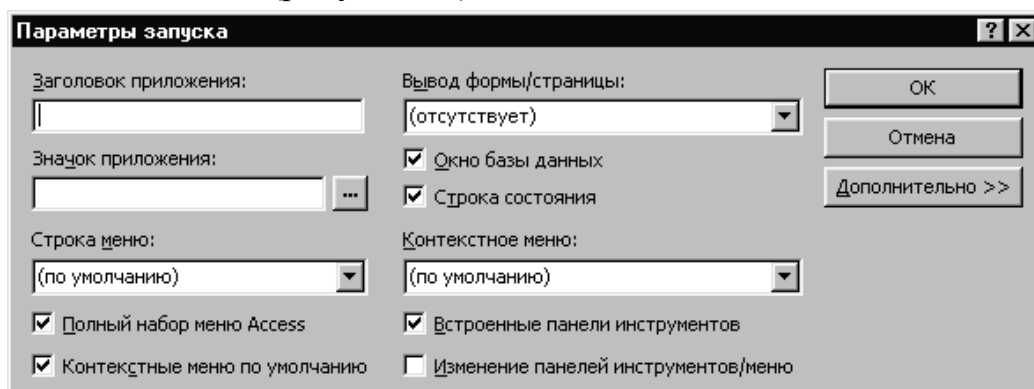 Параметры запуска
Заголовок приложения:
Вывод формы/страницы:
OK
(отсутствует)
Отмена
Значок приложения:
Окно базы данных
...
Строка состояния
Дополнительно >>
Строка меню:
Контекстное меню:
(по умолчанию)
(по умолчанию)
Полный набор меню Access
Встроенные панели инструментов
Контекстные меню по умолчанию
Изменение панелей инструментов/меню